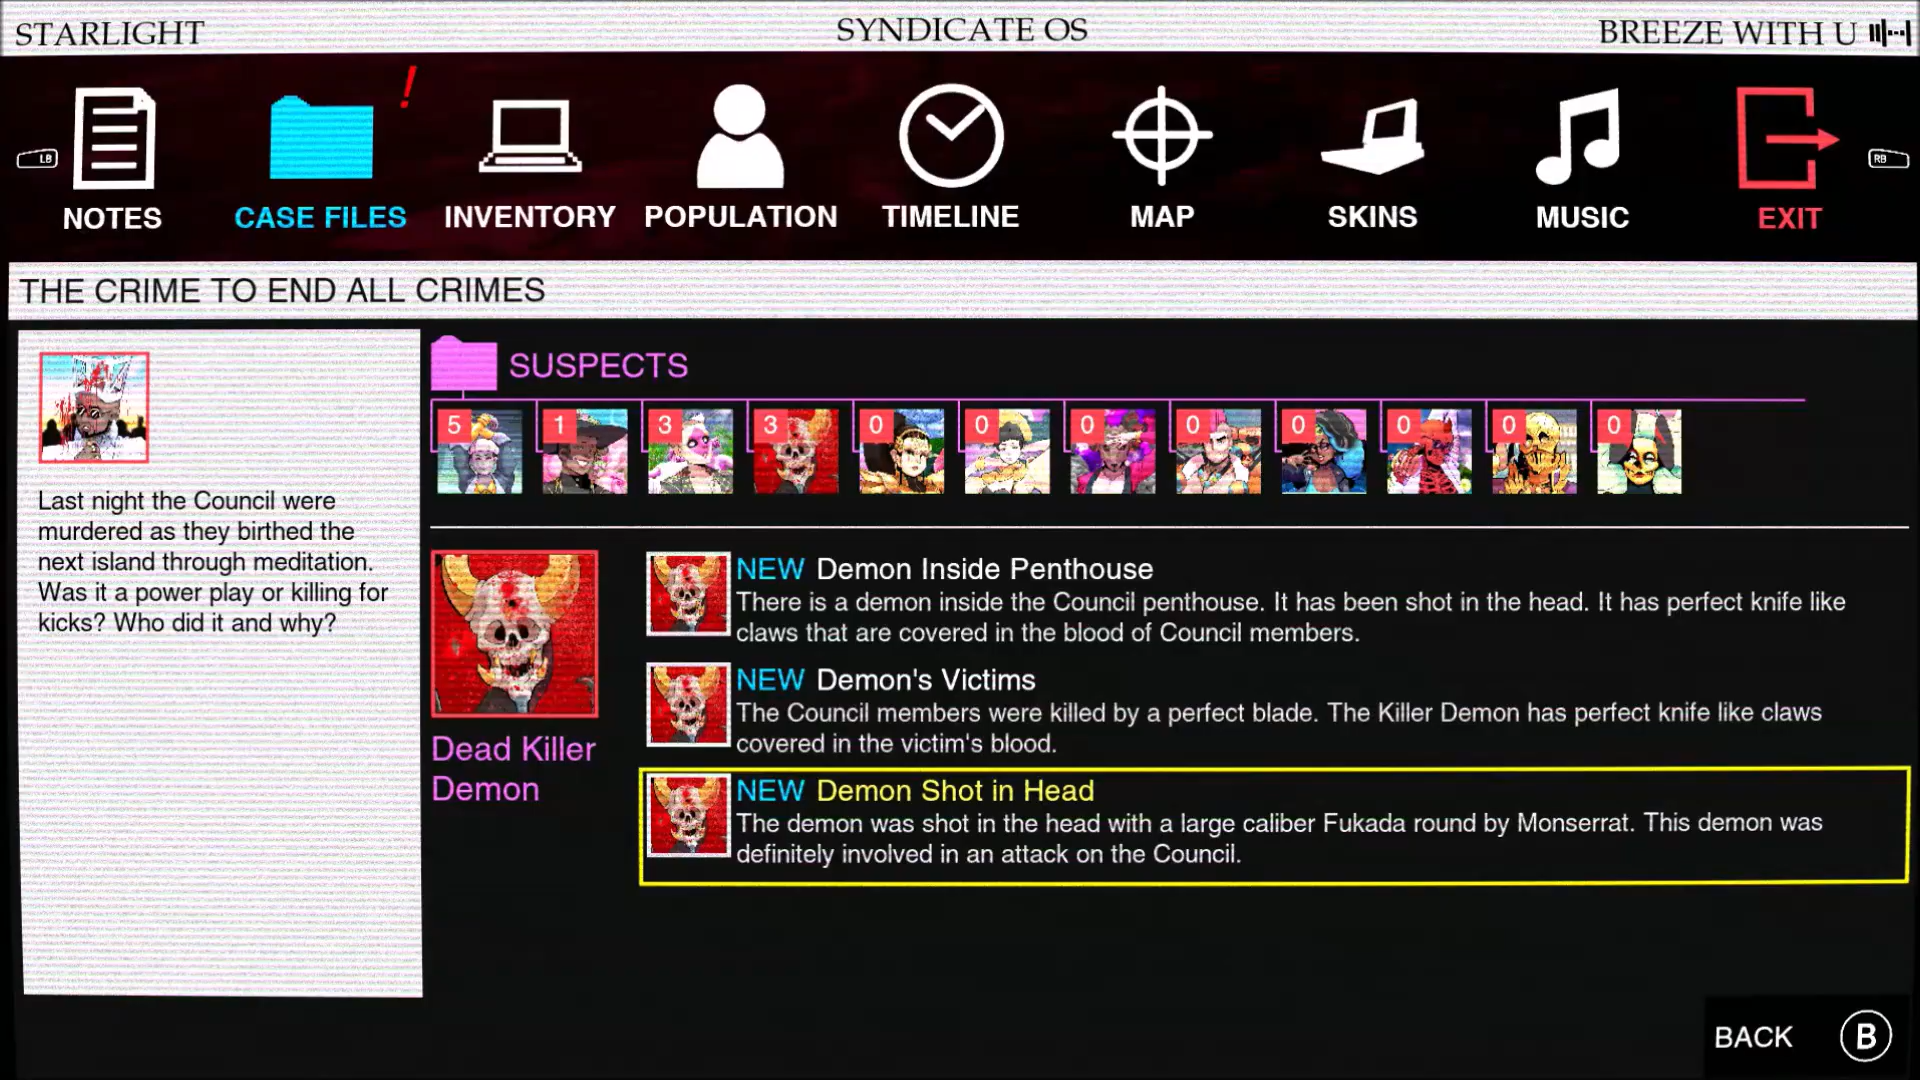 STARLIGHT
SYNDICATE OS
BREEZE WITH U
!
LB
RB
NOTES
CASE FILES
INVENTORY
POPULATION
TIMELINE
MAP
SKINS
MUSIC
EXIT
THE CRIME TO END ALL CRIMES
Last night the Council were
murdered as they birthed the
next island through meditation.
Was it a power play or killing for
kicks? Who did it and why?
SUSPECTS
5
1
3
3
0
0
0
0
0
0
0
0
Dead Killer
Demon
NEW Demon Inside Penthouse
There is a demon inside the Council penthouse. It has been shot in the head. It has perfect knife like
claws that are covered in the blood of Council members.
NEW Demon's Victims
The Council members were killed by a perfect blade. The Killer Demon has perfect knife like claws
covered in the victim's blood.
NEW Demon Shot in Head
The demon was shot in the head with a large caliber Fukada round by Monserrat. This demon was
definitely involved in an attack on the Council.
BACK B